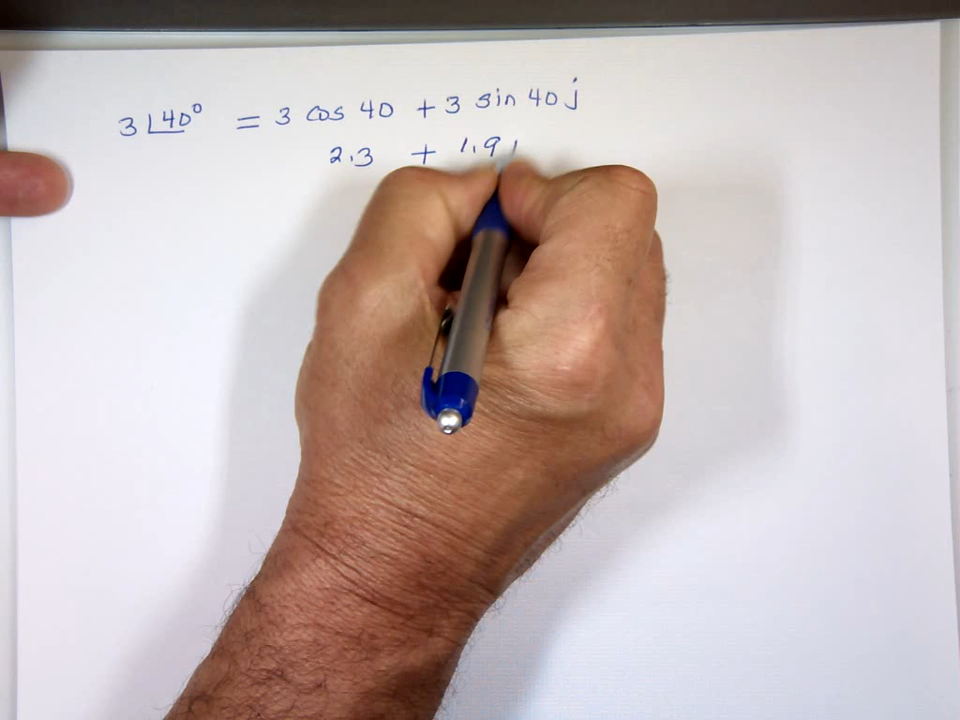 3∠40° = 3 cos 40 + 3 sin 40 j
2.3 + 1.9